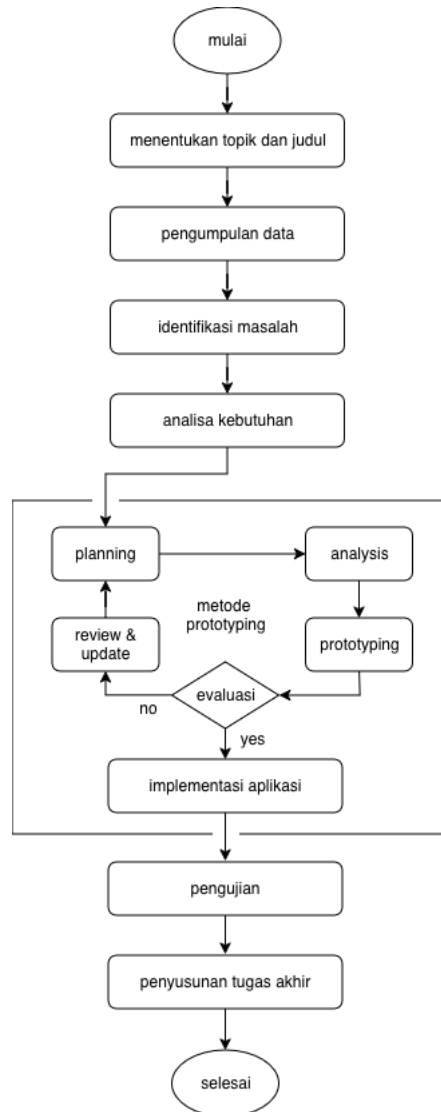 mulai
menentukan topik dan judul
pengumpulan data
identifikasi masalah
analisa kebutuhan
planning
analysis
metode
prototyping
review &
update
prototyping
evaluasi
no
yes
implementasi aplikasi
pengujian
penyusunan tugas akhir
selesai